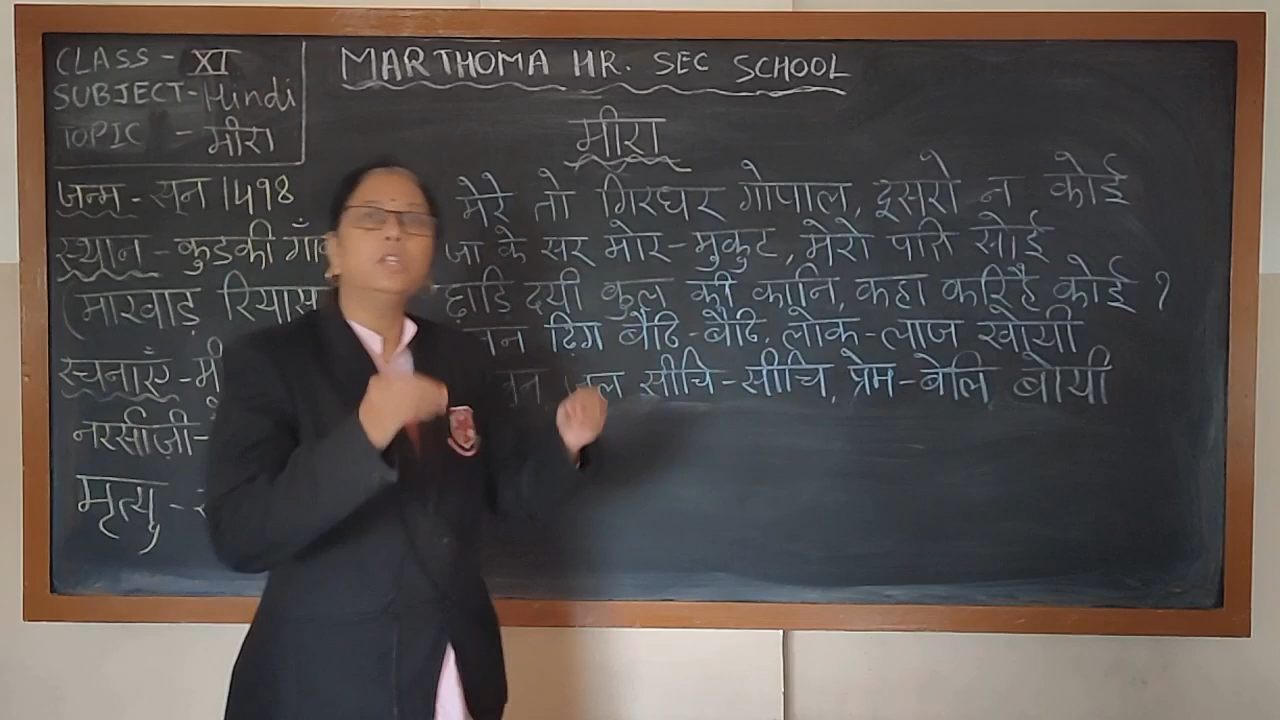 CLASS - XI
SUBJECT - Hindi
TOPIC - मीरा
MARTHOMA HR. SEC SCHOOL
मीरा
जन्म - सन 1498
स्थान - कुडकी गाँव
(मारवाड़ रियास
रचनाएँ - मी
नरसीजी -
मृत्यु -
मेरे तो गिरधर गोपाल, दूसरो न कोई
जा के सर मोर-मुकुट, मेरो पति सोई
छाड़ि दयी कुल की कानि, कहा करिहै कोई ?
ढिंग बैठि-बैठि, लोक-लाज खोयी
जल सींचि-सींचि, प्रेम-बेलि बोयी